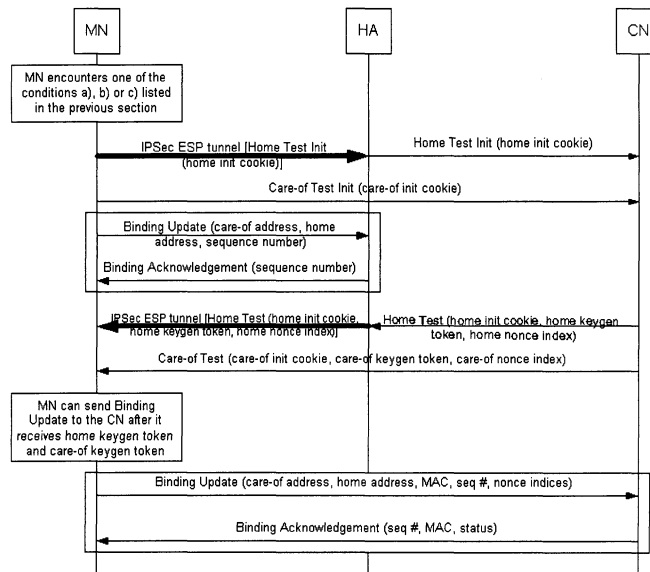 MN
HA
CN
MN encounters one of the
conditions a), b) or c) listed
in the previous section
IPSec ESP tunnel [Home Test Init
(home init cookie)]
Home Test Init (home init cookie)
Care-of Test Init (care-of init cookie)
Binding Update (care-of address, home
address, sequence number)
Binding Acknowledgement (sequence number)
IPSec ESP tunnel [Home Test (home init cookie,
home keygen token, home nonce index)]
Home Test (home init cookie, home keygen
token, home nonce index)
Care-of Test (care-of init cookie, care-of keygen token, care-of nonce index)
MN can send Binding
Update to the CN after it
receives home keygen token
and care-of keygen token
Binding Update (care-of address, home address, MAC, seq #, nonce indices)
Binding Acknowledgement (seq #, MAC, status)